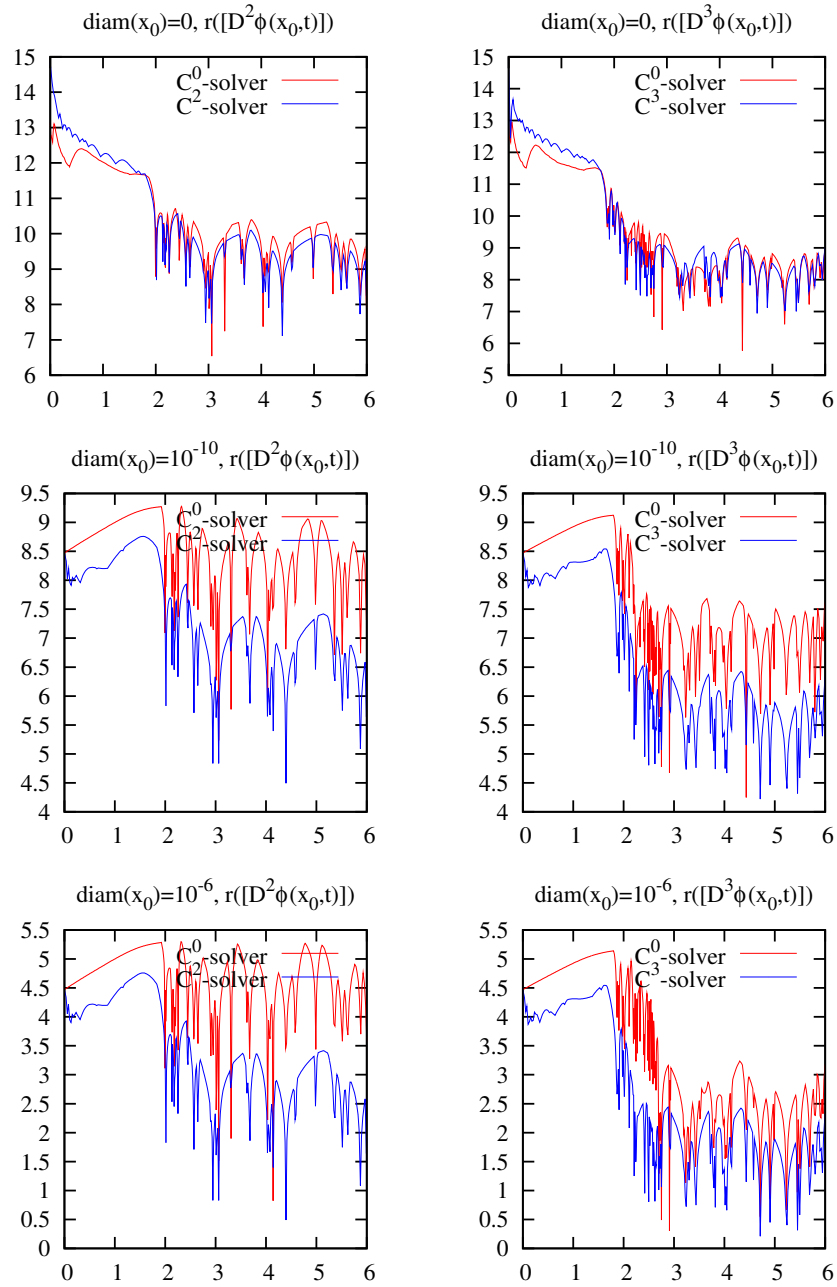 diam(x₀)=0, r([D²ϕ(x₀,t)])
C⁰-solver
C²-solver
15
14
13
12
11
10
9
8
7
6
0 1 2 3 4 5 6
diam(x₀)=0, r([D³ϕ(x₀,t)])
C⁰-solver
C³-solver
15
14
13
12
11
10
9
8
7
6
5
0 1 2 3 4 5 6
diam(x₀)=10⁻¹⁰, r([D²ϕ(x₀,t)])
C⁰-solver
C²-solver
9.5
9
8.5
8
7.5
7
6.5
6
5.5
5
4.5
4
0 1 2 3 4 5 6
diam(x₀)=10⁻¹⁰, r([D³ϕ(x₀,t)])
C⁰-solver
C³-solver
9.5
9
8.5
8
7.5
7
6.5
6
5.5
5
4.5
4
0 1 2 3 4 5 6
diam(x₀)=10⁻⁶, r([D²ϕ(x₀,t)])
C⁰-solver
C²-solver
5.5
5
4.5
4
3.5
3
2.5
2
1.5
1
0.5
0
0 1 2 3 4 5 6
diam(x₀)=10⁻⁶, r([D³ϕ(x₀,t)])
C⁰-solver
C³-solver
5.5
5
4.5
4
3.5
3
2.5
2
1.5
1
0.5
0
0 1 2 3 4 5 6